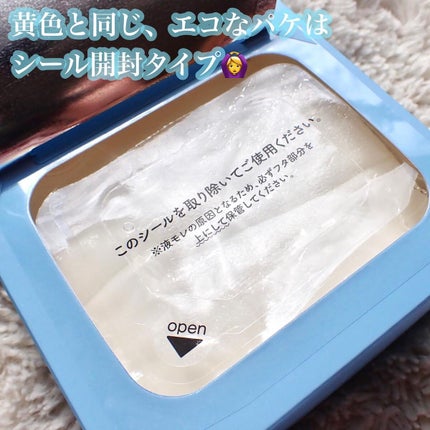 黄色と同じ、エコなパケは
シール開封タイプ🙆‍♀️
このシールを取り除いてご使用ください。
※液モレの原因となるため、必ずフタ部分を
上にして保管してください。
open